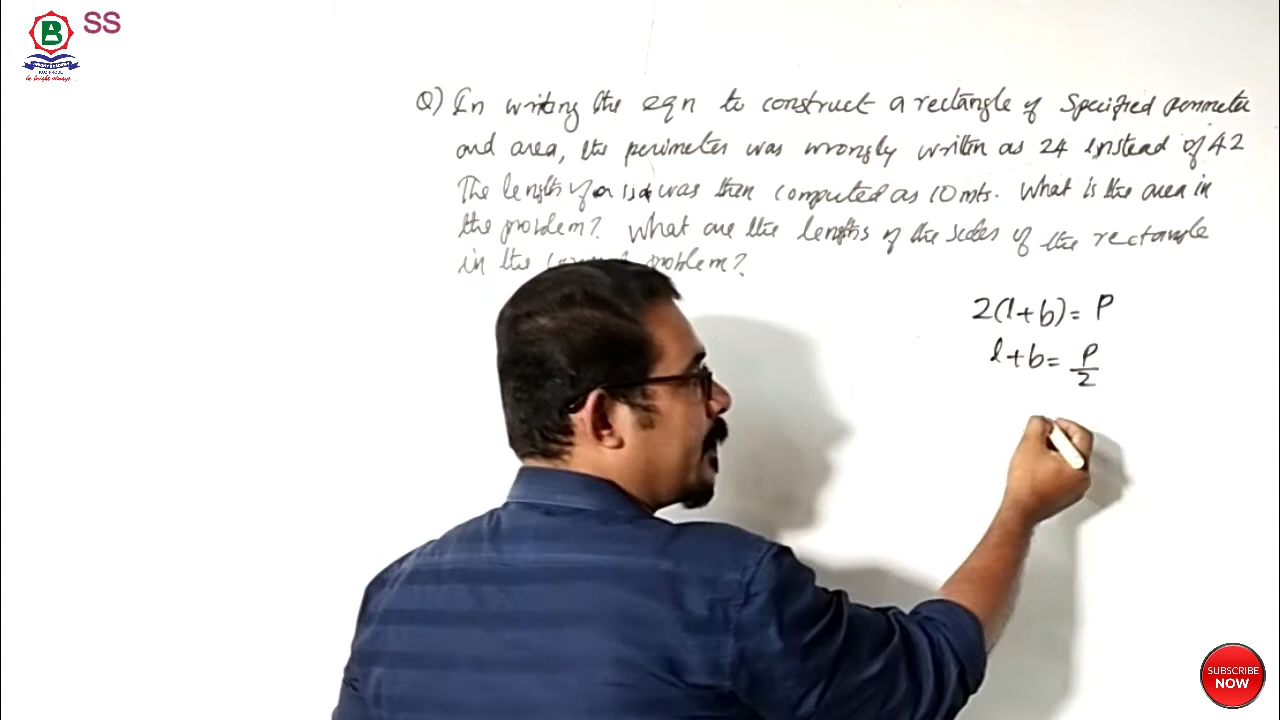 SS
B
Q) In writing the eqn to construct a rectangle of Specified perimeter
and area, the perimeter was wrongly written as 24 instead of 42
The length of a side was then computed as 10 mts. What is the area in
the problem? What are the lengths of the sides of the rectangle
in the problem?
2(l+b) = P
l+b = P/2
SUBSCRIBE
NOW